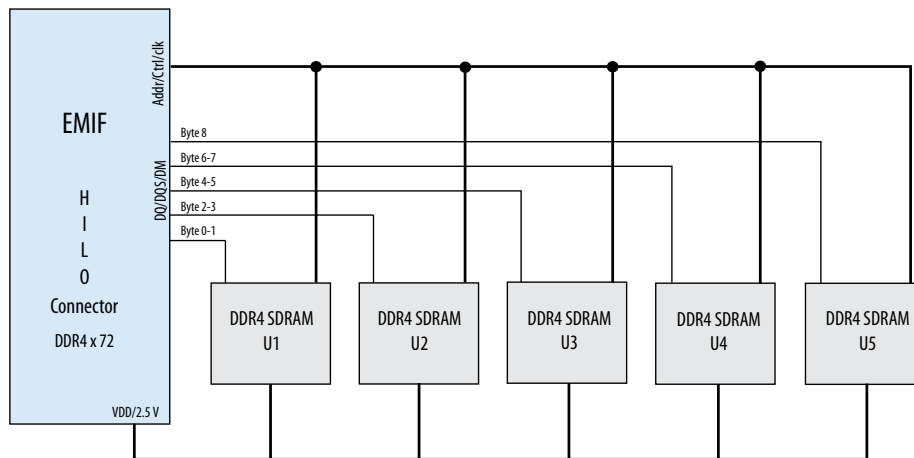 Addr/Ctrl/clk
EMIF
Byte 8
Byte 6-7
Byte 4-5
Byte 2-3
Byte 0-1
DQ/DQS/DM
H
I
L
O
Connector
DDR4 x 72
VDD/2.5 V
DDR4 SDRAM
U1
DDR4 SDRAM
U2
DDR4 SDRAM
U3
DDR4 SDRAM
U4
DDR4 SDRAM
U5